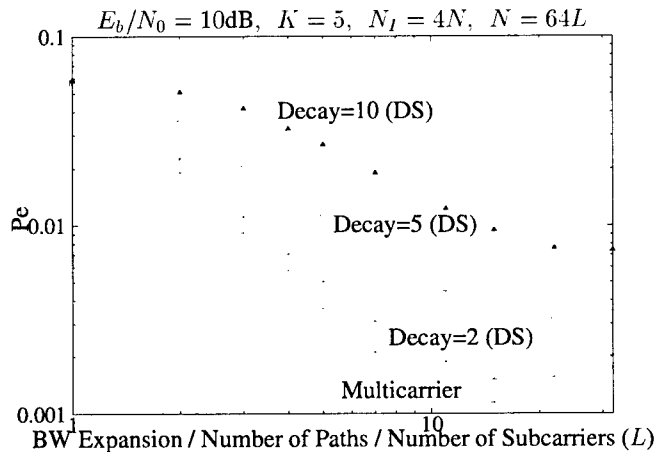 E_b/N_0 = 10dB, K = 5, N_I = 4N, N = 64L
0.1
Decay=10 (DS)
Pe
0.01
Decay=5 (DS)
Decay=2 (DS)
Multicarrier
0.001
1
10
BW Expansion / Number of Paths / Number of Subcarriers (L)